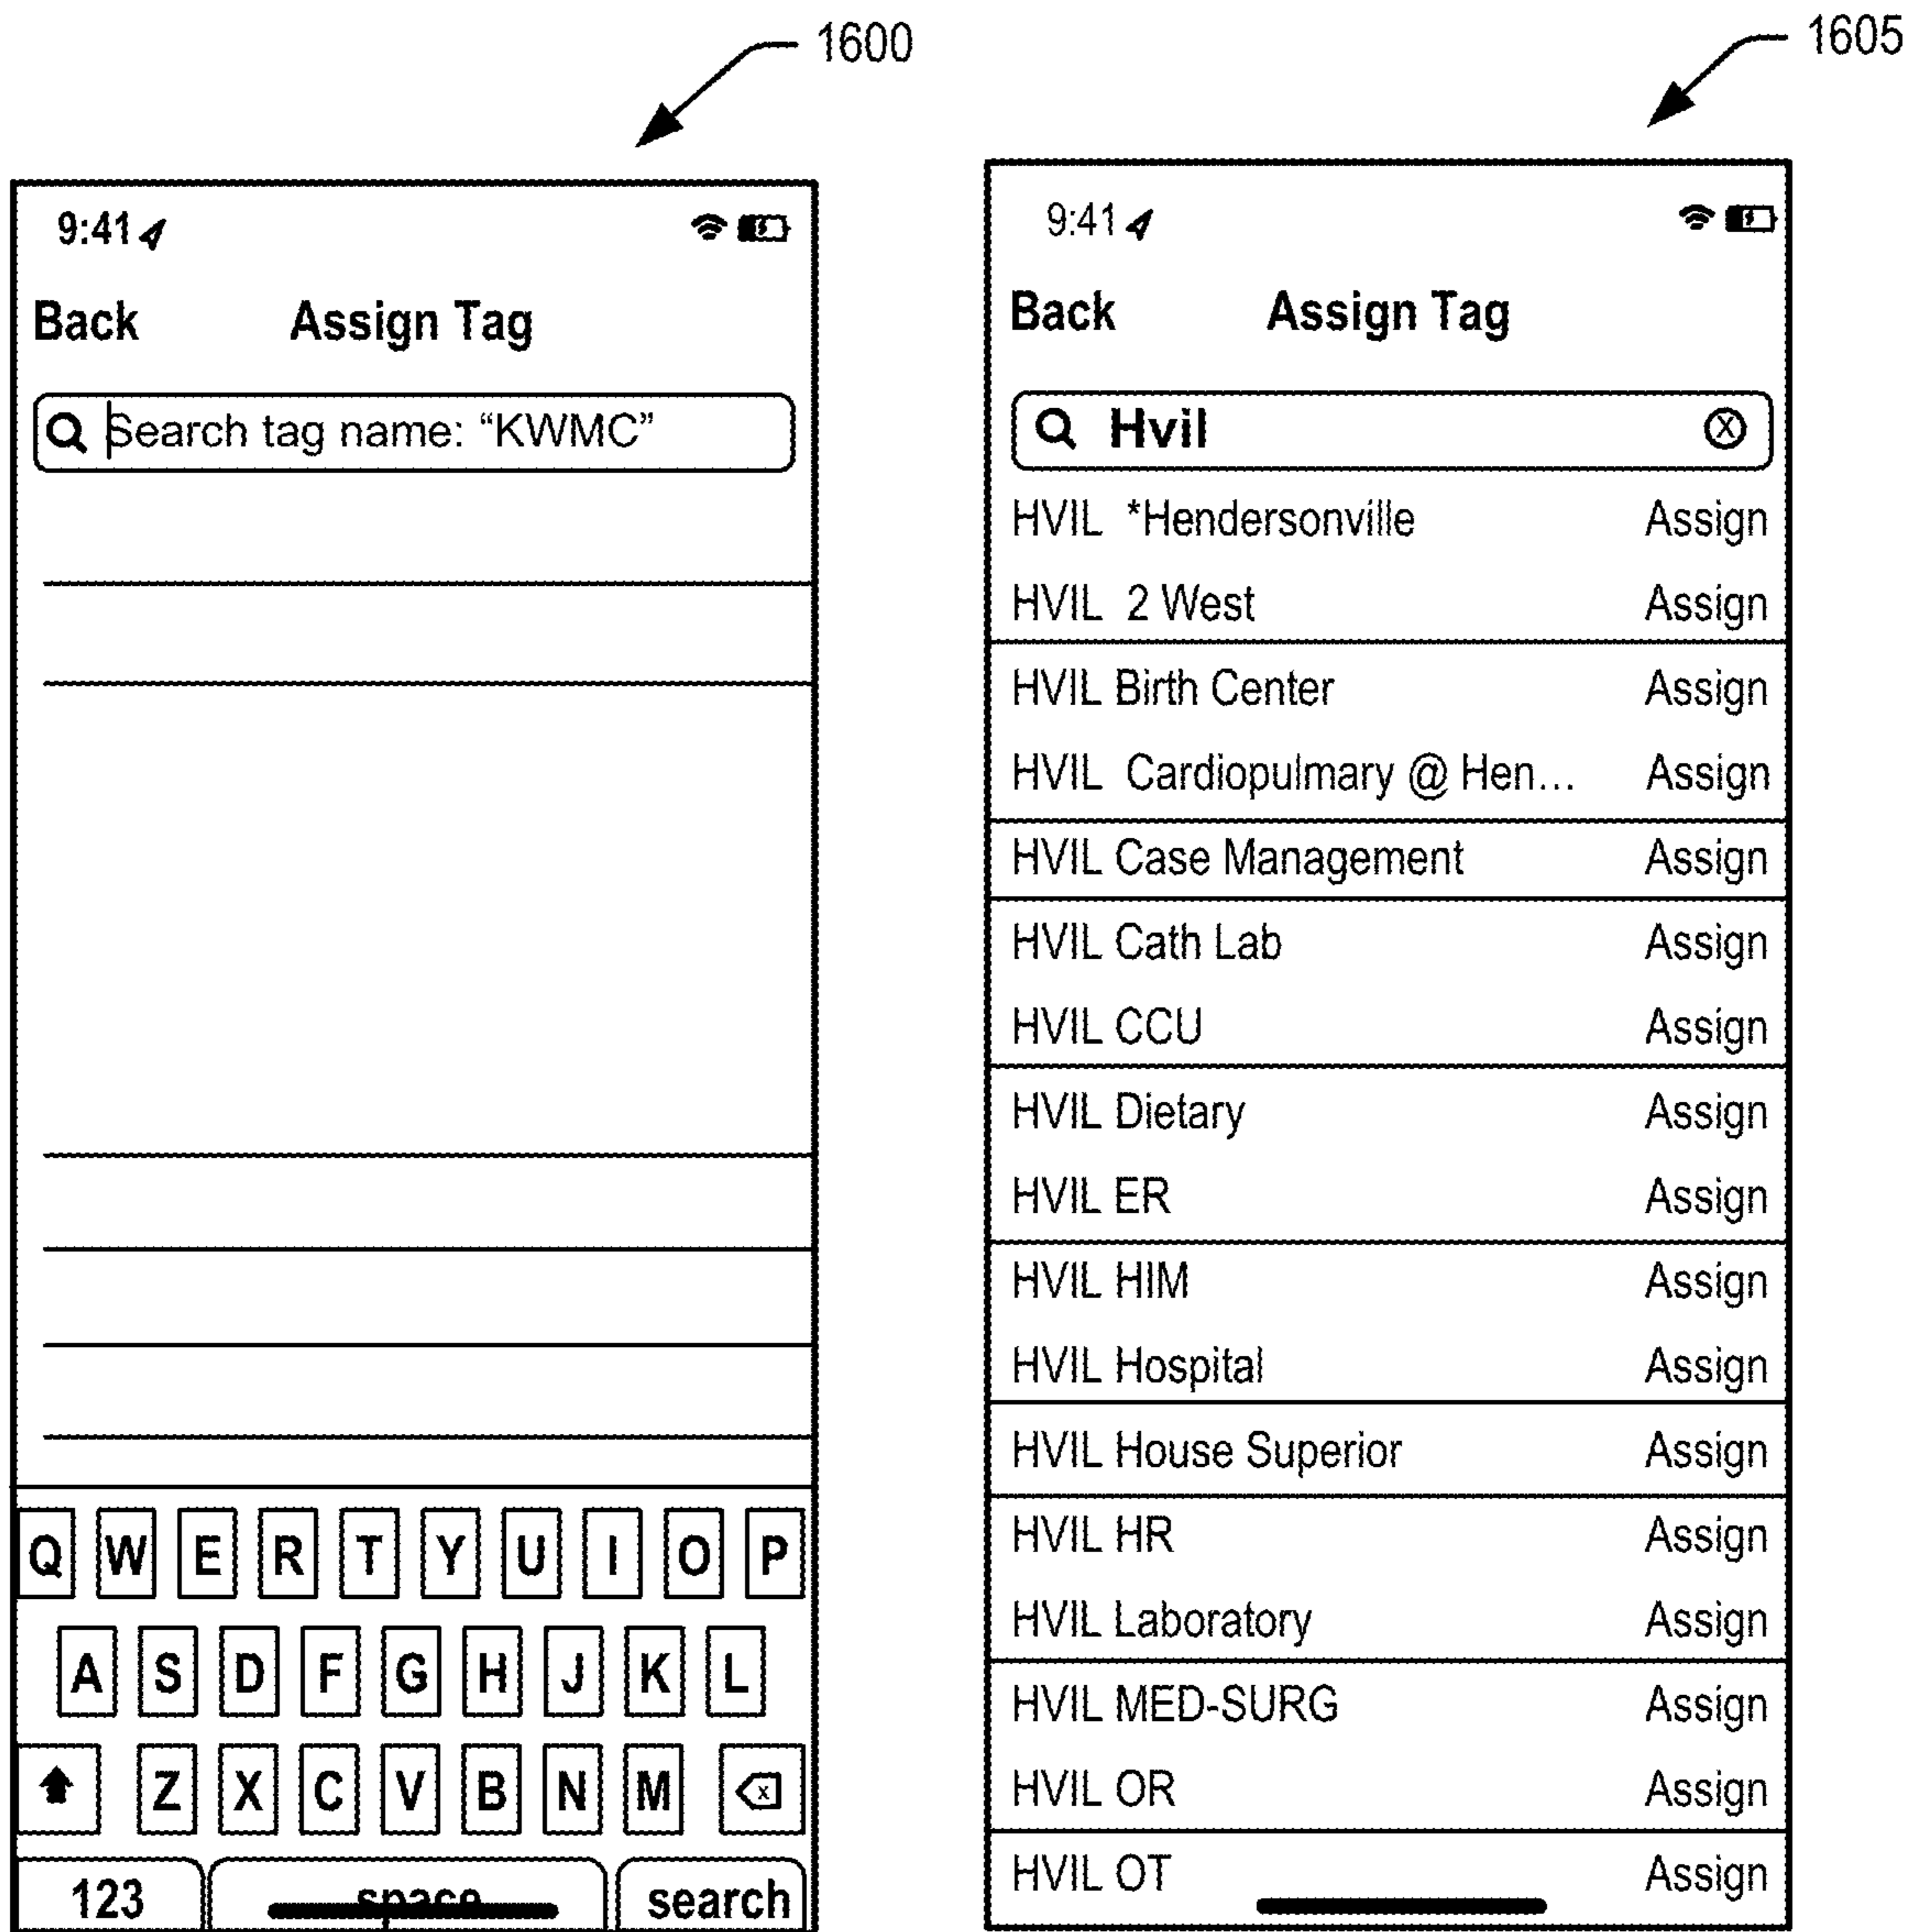 1600
9:41
Back Assign Tag
Search tag name: “KWMC”
Q W E R T Y U I O P
A S D F G H J K L
Z X C V B N M
123 space search
1605
9:41
Back Assign Tag
Hvil
HVIL *Hendersonville Assign
HVIL 2 West Assign
HVIL Birth Center Assign
HVIL Cardiopulmary @ Hen... Assign
HVIL Case Management Assign
HVIL Cath Lab Assign
HVIL CCU Assign
HVIL Dietary Assign
HVIL ER Assign
HVIL HIM Assign
HVIL Hospital Assign
HVIL House Superior Assign
HVIL HR Assign
HVIL Laboratory Assign
HVIL MED-SURG Assign
HVIL OR Assign
HVIL OT Assign